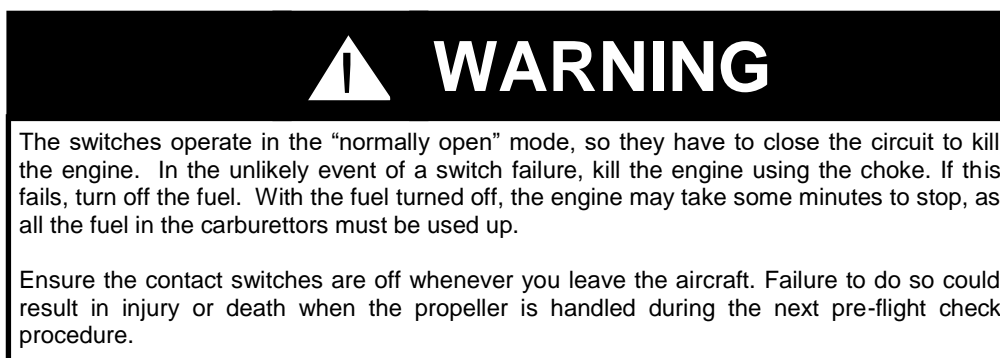 WARNING
The switches operate in the “normally open” mode, so they have to close the circuit to kill
the engine.  In the unlikely event of a switch failure, kill the engine using the choke. If this
fails, turn off the fuel.  With the fuel turned off, the engine may take some minutes to stop, as
all the fuel in the carburettors must be used up.
Ensure the contact switches are off whenever you leave the aircraft. Failure to do so could
result in injury or death when the propeller is handled during the next pre-flight check
procedure.